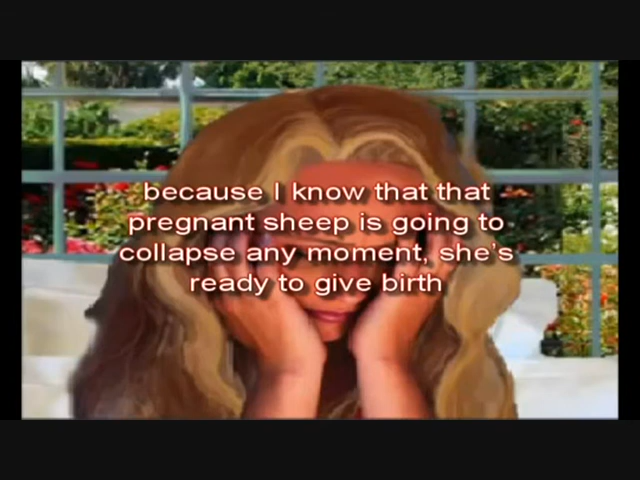 because I know that that
pregnant sheep is going to
collapse any moment, she's
ready to give birth